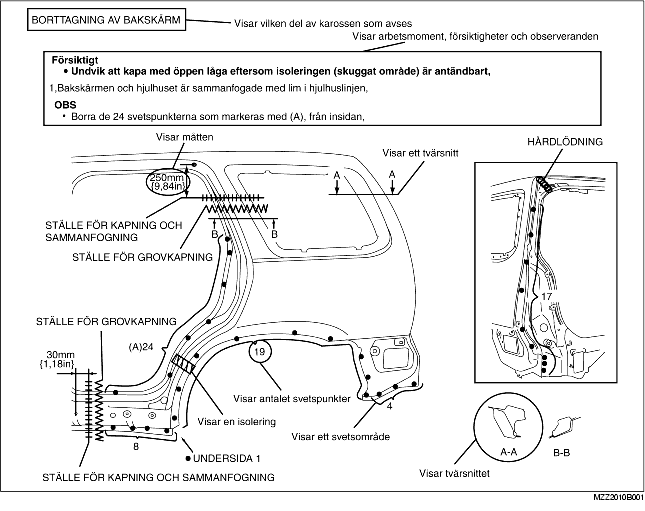 BORTTAGNING AV BAKSKÄRM
Visar vilken del av karossen som avses
Visar arbetsmoment, försiktigheter och observeranden
Försiktigt
• Undvik att kapa med öppen låga eftersom isoleringen (skuggat område) är antändbart,
1,Bakskärmen och hjulhuset är sammanfogade med lim i hjulhuslinjen,
OBS
• Borra de 24 svetspunkterna som markeras med (A), från insidan,
Visar måtten
Visar ett tvärsnitt
HÅRDLÖDNING
250mm
{9,84in}
A A
STÄLLE FÖR KAPNING OCH
SAMMANFOGNING
B B
STÄLLE FÖR GROVKAPNING
17
STÄLLE FÖR GROVKAPNING
(A)24
30mm
{1,18in}
19
Visar antalet svetspunkter
4
Visar en isolering
Visar ett svetsområde
8
UNDERSIDA 1
A-A B-B
Visar tvärsnittet
STÄLLE FÖR KAPNING OCH SAMMANFOGNING
MZZ2010B001